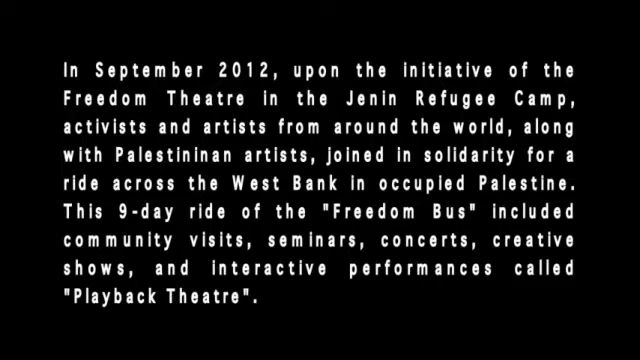 In September 2012, upon the initiative of the
Freedom Theatre in the Jenin Refugee Camp,
activists and artists from around the world, along
with Palestininan artists, joined in solidarity for a
ride across the West Bank in occupied Palestine.
This 9-day ride of the "Freedom Bus" included
community visits, seminars, concerts, creative
shows, and interactive performances called
"Playback Theatre".